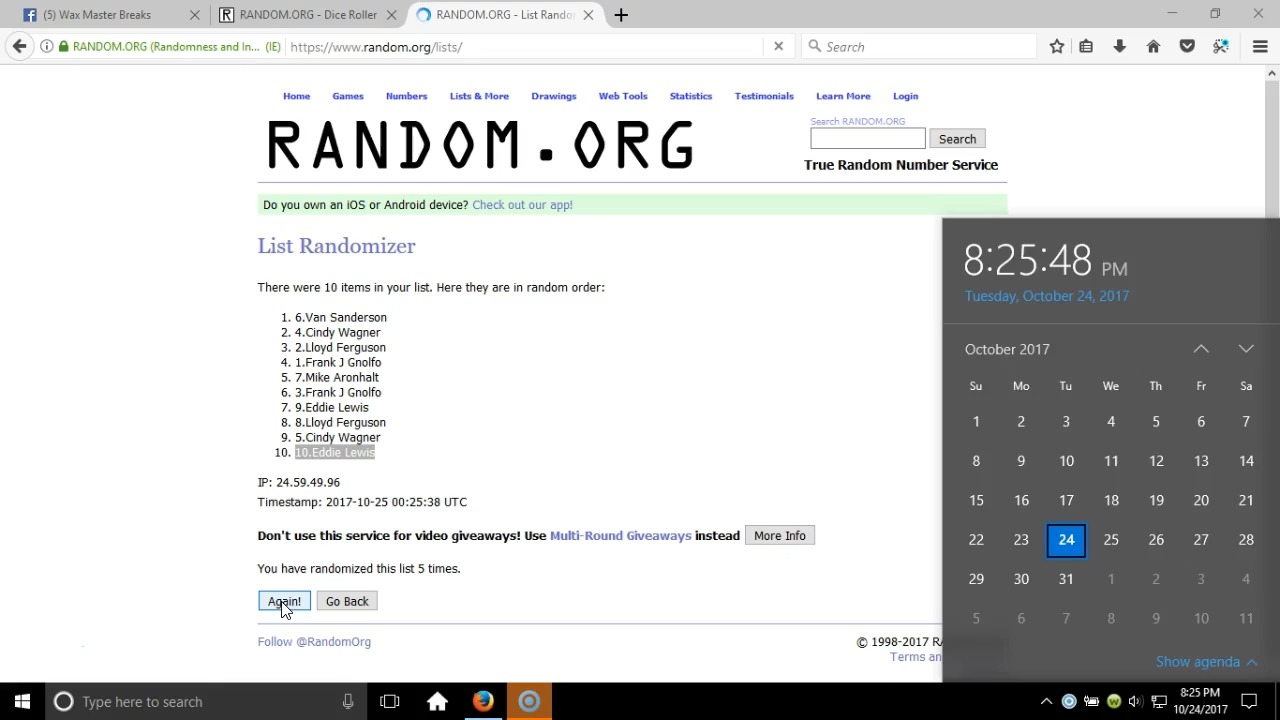 (5) Wax Master Breaks
RANDOM.ORG - Dice Roller
RANDOM.ORG - List Rando
RANDOM.ORG (Randomness and In... (IE)
https://www.random.org/lists/
Search
Home Games Numbers Lists & More Drawings Web Tools Statistics Testimonials Learn More Login
RANDOM.ORG
Search RANDOM.ORG
Search
True Random Number Service
Do you own an iOS or Android device? Check out our app!
List Randomizer
There were 10 items in your list. Here they are in random order:
1. 6.Van Sanderson
2. 4.Cindy Wagner
3. 2.Lloyd Ferguson
4. 1.Frank J Gnolfo
5. 7.Mike Aronhalt
6. 3.Frank J Gnolfo
7. 9.Eddie Lewis
8. 8.Lloyd Ferguson
9. 5.Cindy Wagner
10. 10.Eddie Lewis
IP: 24.59.49.96
Timestamp: 2017-10-25 00:25:38 UTC
Don't use this service for video giveaways! Use Multi-Round Giveaways instead More Info
You have randomized this list 5 times.
Again! Go Back
Follow @RandomOrg
© 1998-2017 RA
Terms an
8:25:48 PM
Tuesday, October 24, 2017
October 2017
Su Mo Tu We Th Fr Sa
1 2 3 4 5 6 7
8 9 10 11 12 13 14
15 16 17 18 19 20 21
22 23 24 25 26 27 28
29 30 31 1 2 3 4
5 6 7 8 9 10 11
Show agenda
Type here to search
8:25 PM
10/24/2017